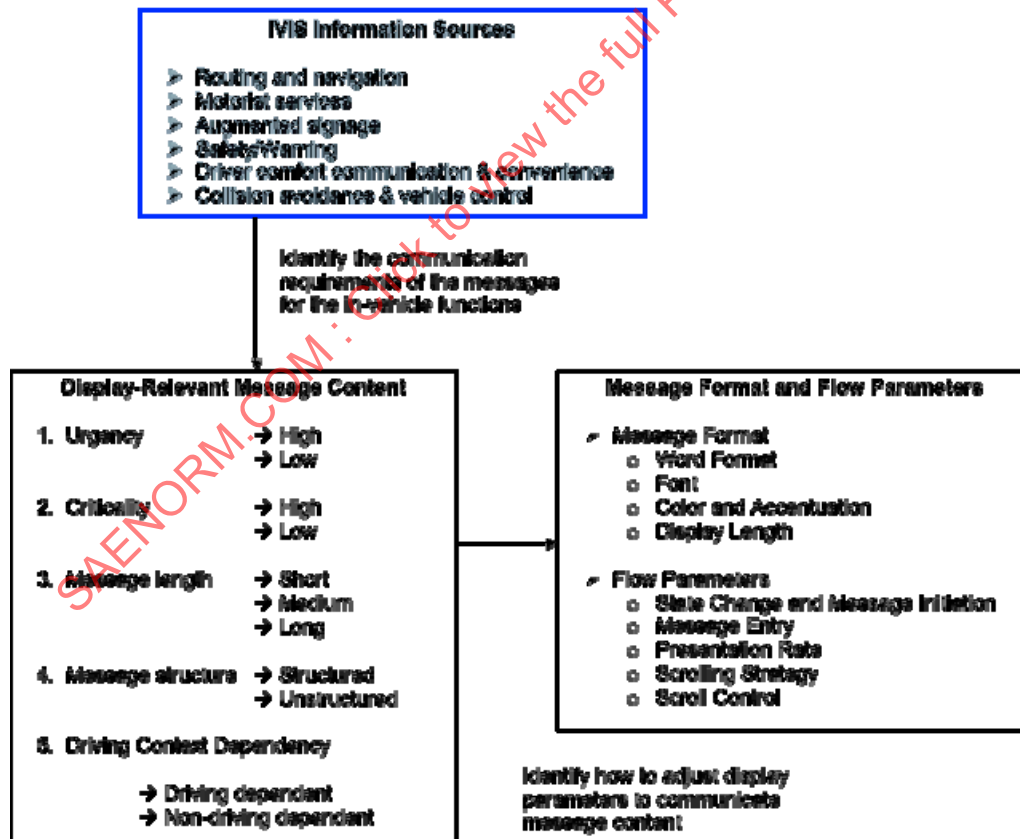 IVIS Information Sources
Routing and navigation
Motorist services
Augmented signage
Safety/Warning
Driver comfort communication & convenience
Collision avoidance & vehicle control
Identify the communication
requirements of the messages
for the in-vehicle functions
Display-Relevant Message Content
1. Urgency → High
→ Low
2. Criticality → High
→ Low
3. Message length → Short
→ Medium
→ Long
4. Message structure → Structured
→ Unstructured
5. Driving Context Dependency
→ Driving dependent
→ Non-driving dependent
Message Format and Flow Parameters
Message Format
o Word Format
o Font
o Color and Accentuation
o Display Length
Flow Parameters
o State Change and Message Initiation
o Message Entry
o Presentation Rate
o Scrolling Strategy
o Scroll Control
Identify how to adjust display
parameters to communicate
message content
SAENORM.COM : Click to view the full